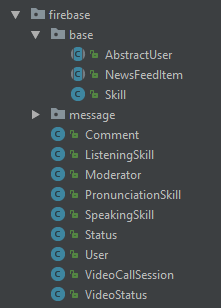 firebase
base
AbstractUser
NewsFeedItem
Skill
message
Comment
ListeningSkill
Moderator
PronunciationSkill
SpeakingSkill
Status
User
VideoCallSession
VideoStatus